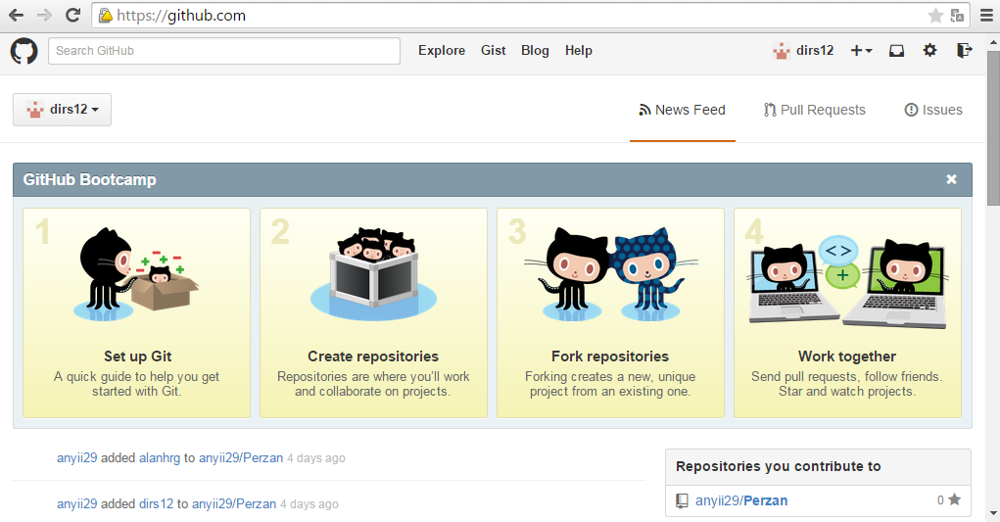 https://github.com
Search GitHub
Explore Gist Blog Help
dirs12
dirs12
News Feed
Pull Requests
Issues
GitHub Bootcamp
1
Set up Git
A quick guide to help you get
started with Git.
2
Create repositories
Repositories are where you'll work
and collaborate on projects.
3
Fork repositories
Forking creates a new, unique
project from an existing one.
4
Work together
Send pull requests, follow friends.
Star and watch projects.
anyii29 added alanhrg to anyii29/Perzan 4 days ago
anyii29 added dirs12 to anyii29/Perzan 4 days ago
Repositories you contribute to
anyii29/Perzan 0